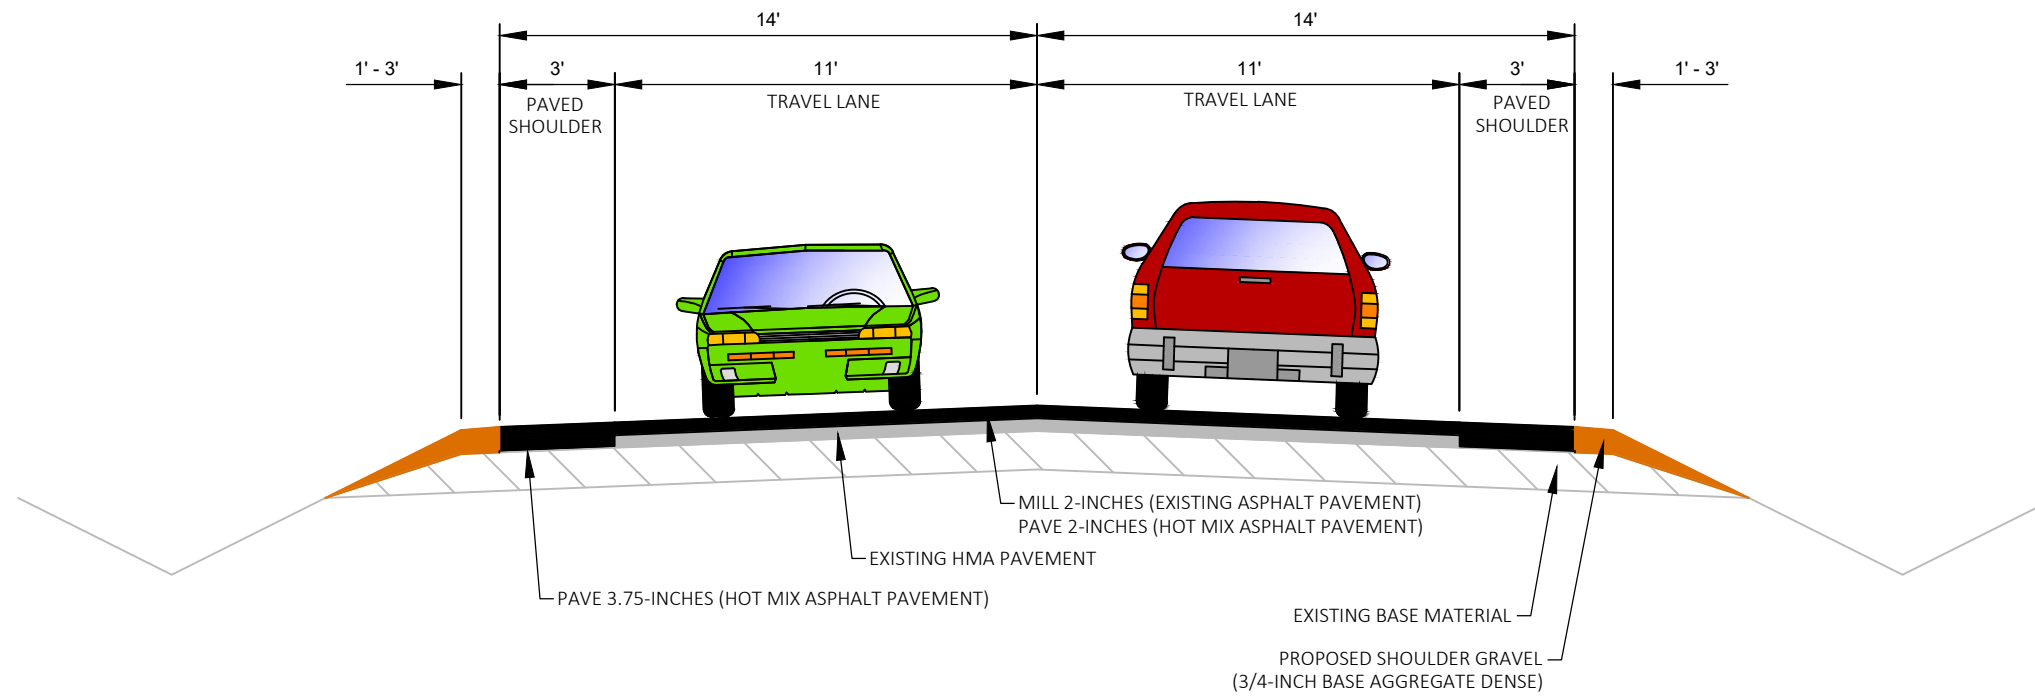 14' 14'
1' - 3' 3' 11' 11' 3' 1' - 3'
PAVED
SHOULDER
TRAVEL LANE
TRAVEL LANE
PAVED
SHOULDER
MILL 2-INCHES (EXISTING ASPHALT PAVEMENT)
PAVE 2-INCHES (HOT MIX ASPHALT PAVEMENT)
EXISTING HMA PAVEMENT
PAVE 3.75-INCHES (HOT MIX ASPHALT PAVEMENT)
EXISTING BASE MATERIAL
PROPOSED SHOULDER GRAVEL
(3/4-INCH BASE AGGREGATE DENSE)